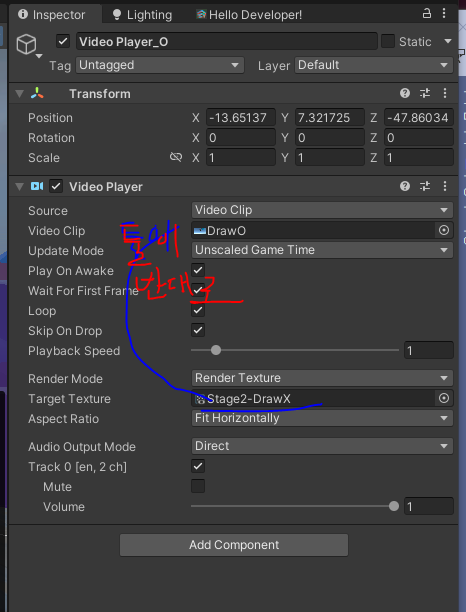 Inspector Lighting Hello Developer!
Video Player_O Static
Tag Untagged Layer Default
Transform
Position X -13.65137 Y 7.321725 Z -47.86034
Rotation X 0 Y 0 Z 0
Scale X 1 Y 1 Z 1
Video Player
Source Video Clip
Video Clip DrawO
둘이
Update Mode Unscaled Game Time
Play On Awake
반대로
Wait For First Frame
Loop
Skip On Drop
Playback Speed 1
Render Mode Render Texture
Target Texture Stage2-DrawX
Aspect Ratio Fit Horizontally
Audio Output Mode Direct
Track 0 [en, 2 ch]
Mute
Volume 1
Add Component